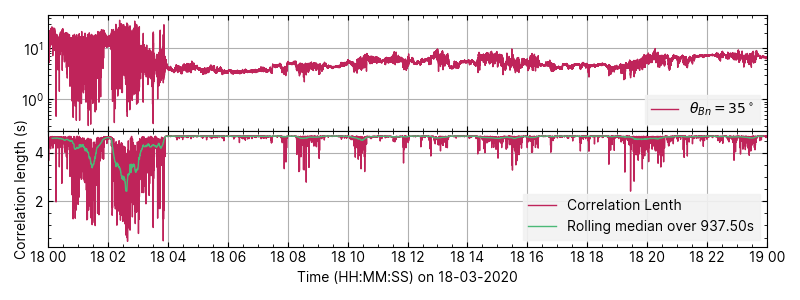 10¹
10⁰
θBn = 35°
Correlation length (s)
4
2
Correlation Lenth
Rolling median over 937.50s
18 00 18 02 18 04 18 06 18 08 18 10 18 12 18 14 18 16 18 18 18 20 18 22 19 00
Time (HH:MM:SS) on 18-03-2020